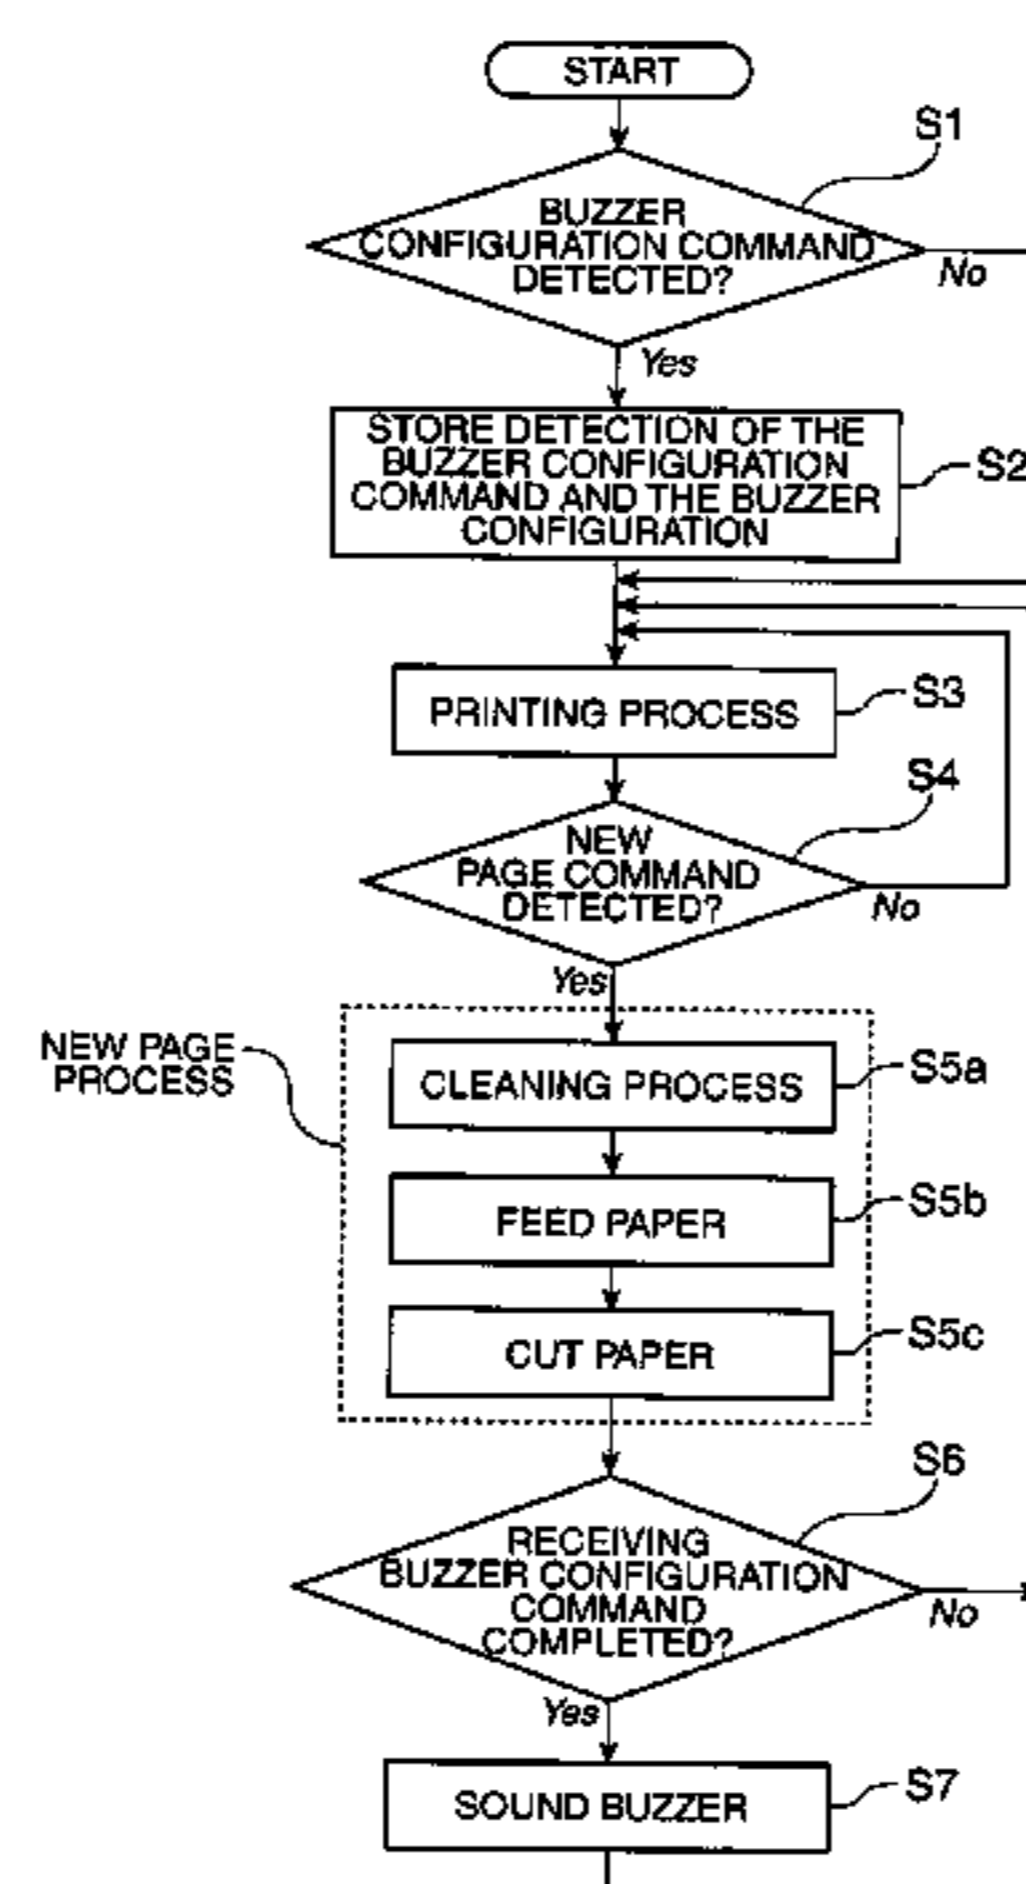 START
S1
BUZZER
CONFIGURATION COMMAND
DETECTED?
No
Yes
STORE DETECTION OF THE
BUZZER CONFIGURATION
COMMAND AND THE BUZZER
CONFIGURATION
S2
PRINTING PROCESS
S3
S4
NEW
PAGE COMMAND
DETECTED?
No
Yes
NEW PAGE
PROCESS
CLEANING PROCESS
S5a
FEED PAPER
S5b
CUT PAPER
S5c
S6
RECEIVING
BUZZER CONFIGURATION
COMMAND
COMPLETED?
No
Yes
SOUND BUZZER
S7